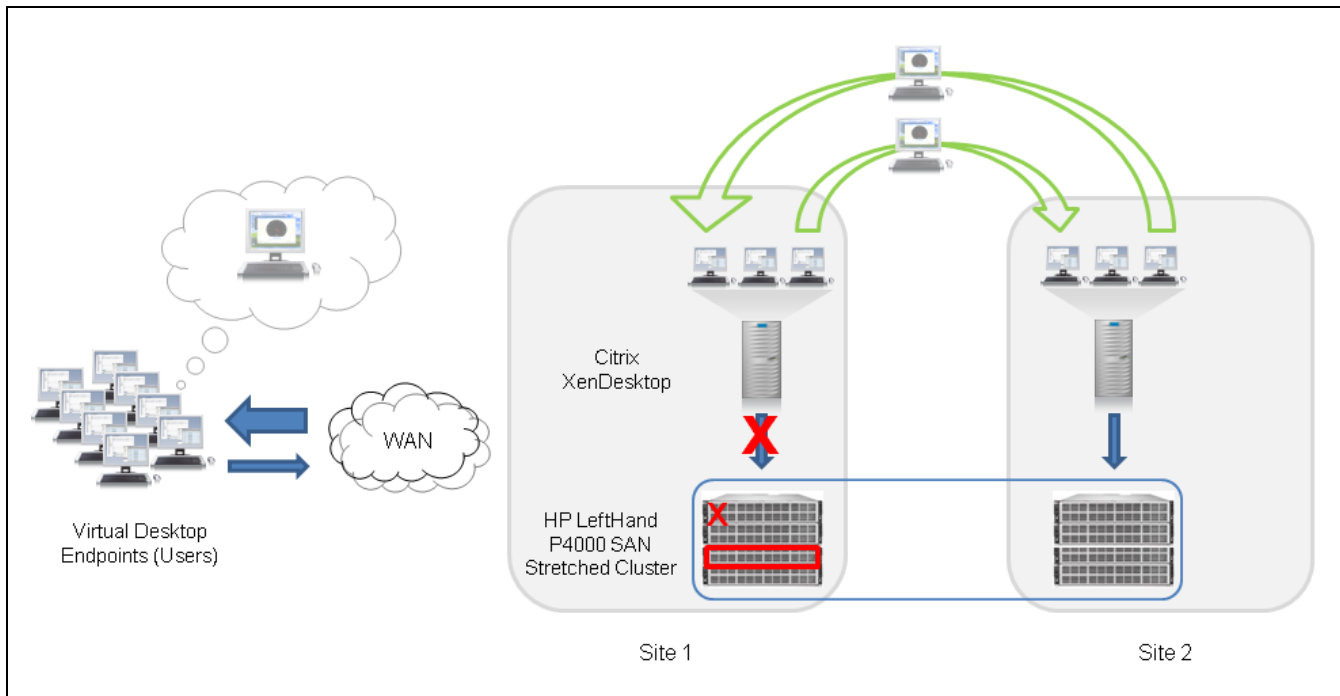 Citrix
XenDesktop
WAN
Virtual Desktop
Endpoints (Users)
HP LeftHand
P4000 SAN
Stretched Cluster
X
X
Site 1
Site 2